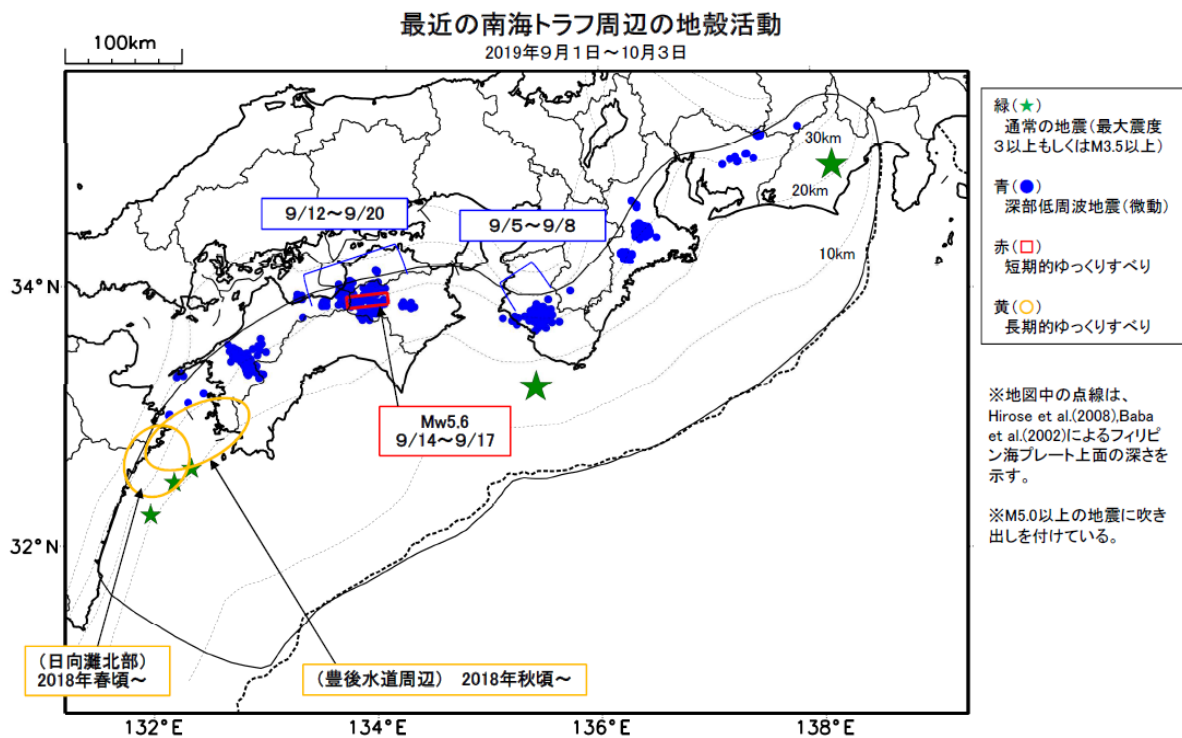 最近の南海トラフ周辺の地殻活動
2019年9月1日～10月3日
100km
緑(★)
通常の地震(最大震度
3以上もしくはM3.5以上)
青(●)
深部低周波地震(微動)
赤(□)
短期的ゆっくりすべり
黄(○)
長期的ゆっくりすべり
※地図中の点線は、
Hirose et al.(2008),Baba
et al.(2002)によるフィリピ
ン海プレート上面の深さを
示す。
※M5.0以上の地震に吹き
出しを付けている。
30km
20km
10km
9/12～9/20
9/5～9/8
34°N
Mw5.6
9/14～9/17
32°N
(日向灘北部)
2018年春頃～
(豊後水道周辺) 2018年秋頃～
132°E
134°E
136°E
138°E